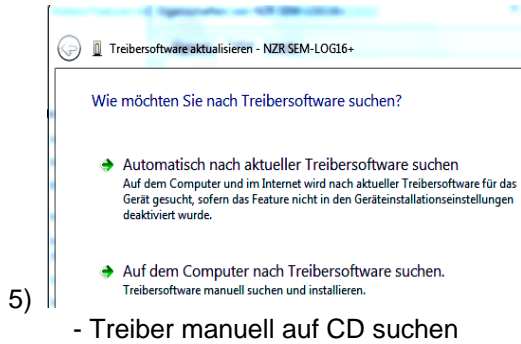 Treibersoftware aktualisieren - NZR SEM-LOG16+
Wie möchten Sie nach Treibersoftware suchen?
Automatisch nach aktueller Treibersoftware suchen
Auf dem Computer und im Internet wird nach aktueller Treibersoftware für das
Gerät gesucht, sofern das Feature nicht in den Geräteinstallationseinstellungen
deaktiviert wurde.
Auf dem Computer nach Treibersoftware suchen.
Treibersoftware manuell suchen und installieren.
5)
- Treiber manuell auf CD suchen